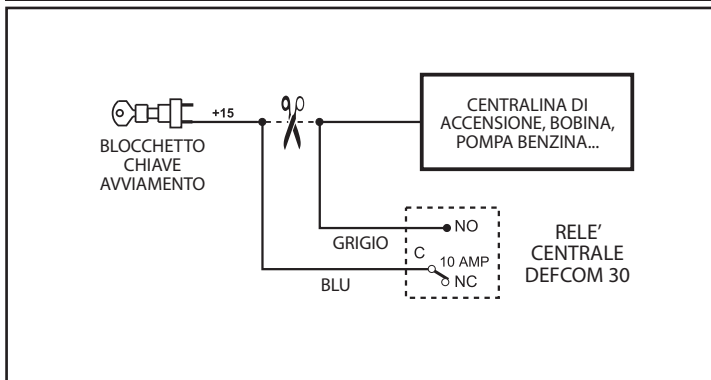 +15
BLOCCHETTO
CHIAVE
AVVIAMENTO
CENTRALINA DI
ACCENSIONE, BOBINA,
POMPA BENZINA...
GRIGIO
BLU
NO
C
10 AMP
NC
RELE'
CENTRALE
DEFCOM 30